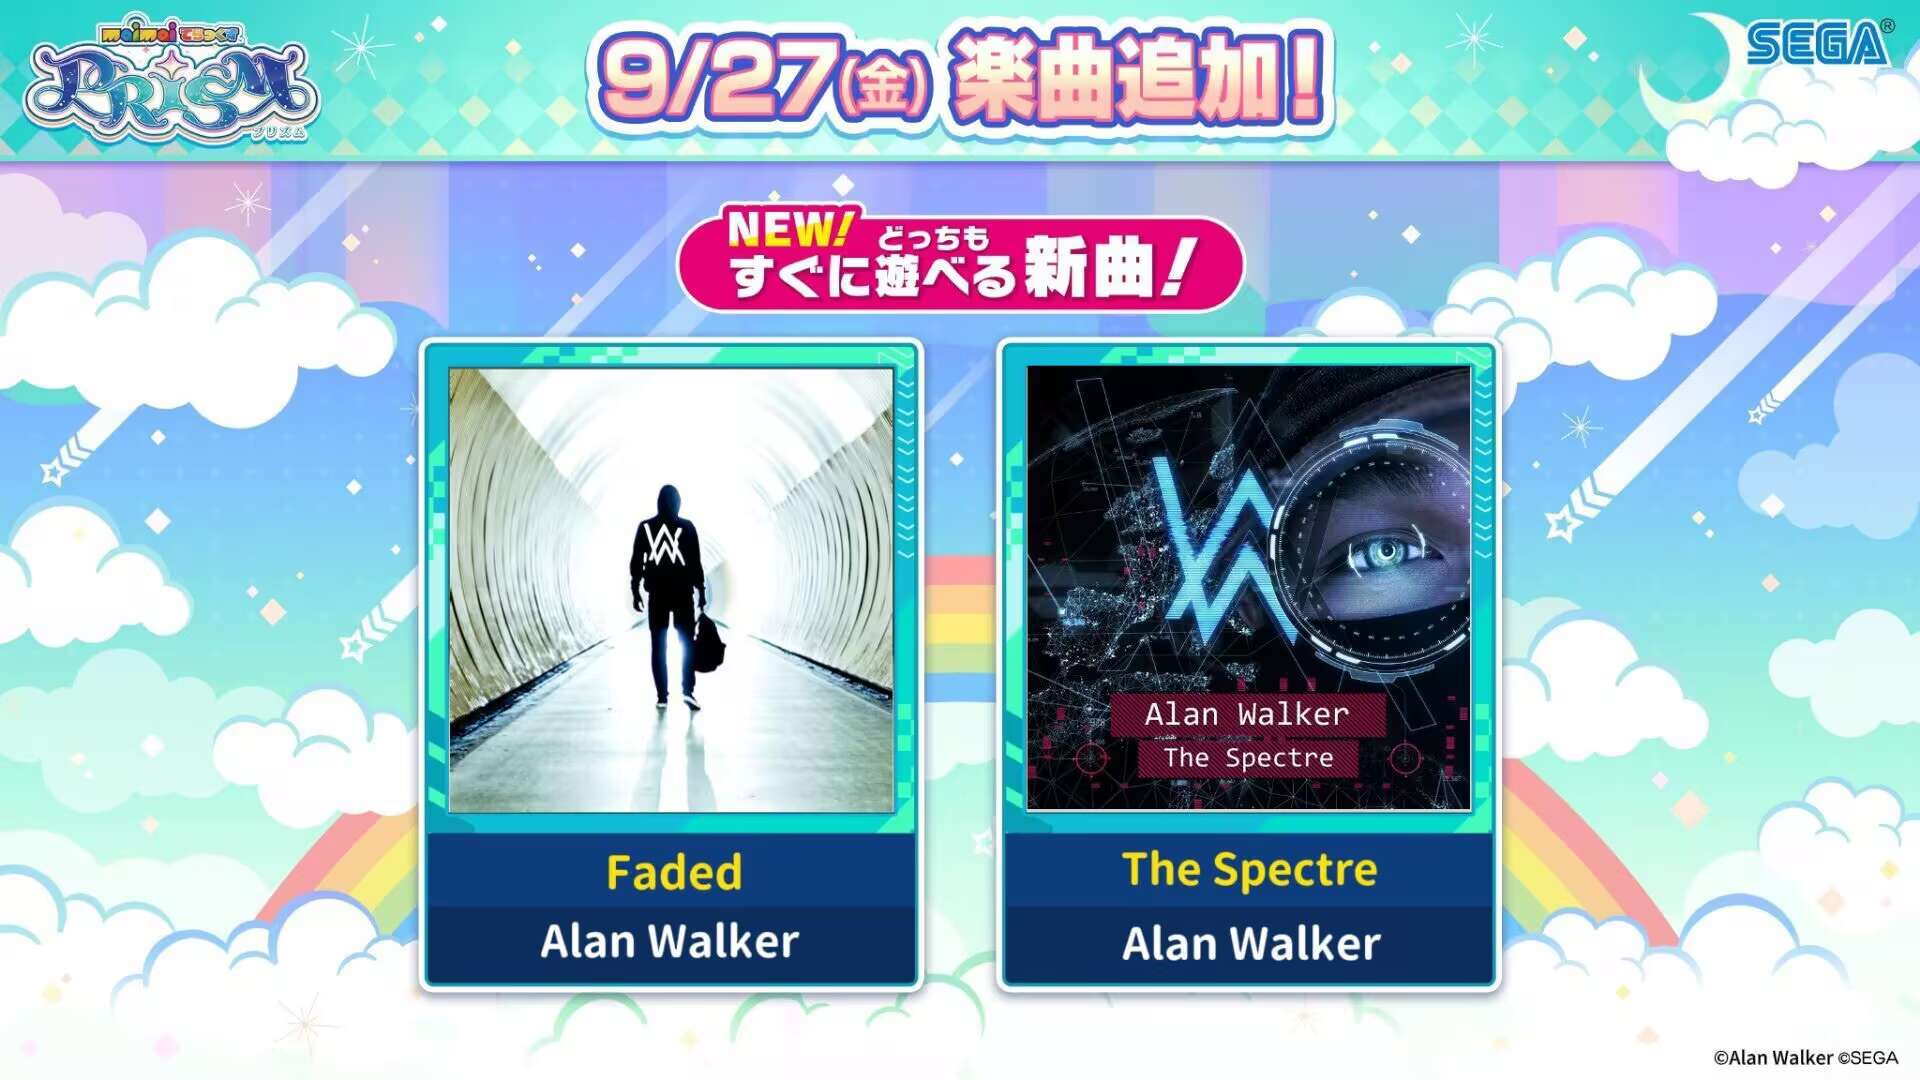 maimai でらっくす
PRiSM
プリズム
9/27(金) 楽曲追加!
SEGA®
NEW! どっちも
すぐに遊べる新曲!
Alan Walker
The Spectre
Faded
Alan Walker
The Spectre
Alan Walker
©Alan Walker ©SEGA